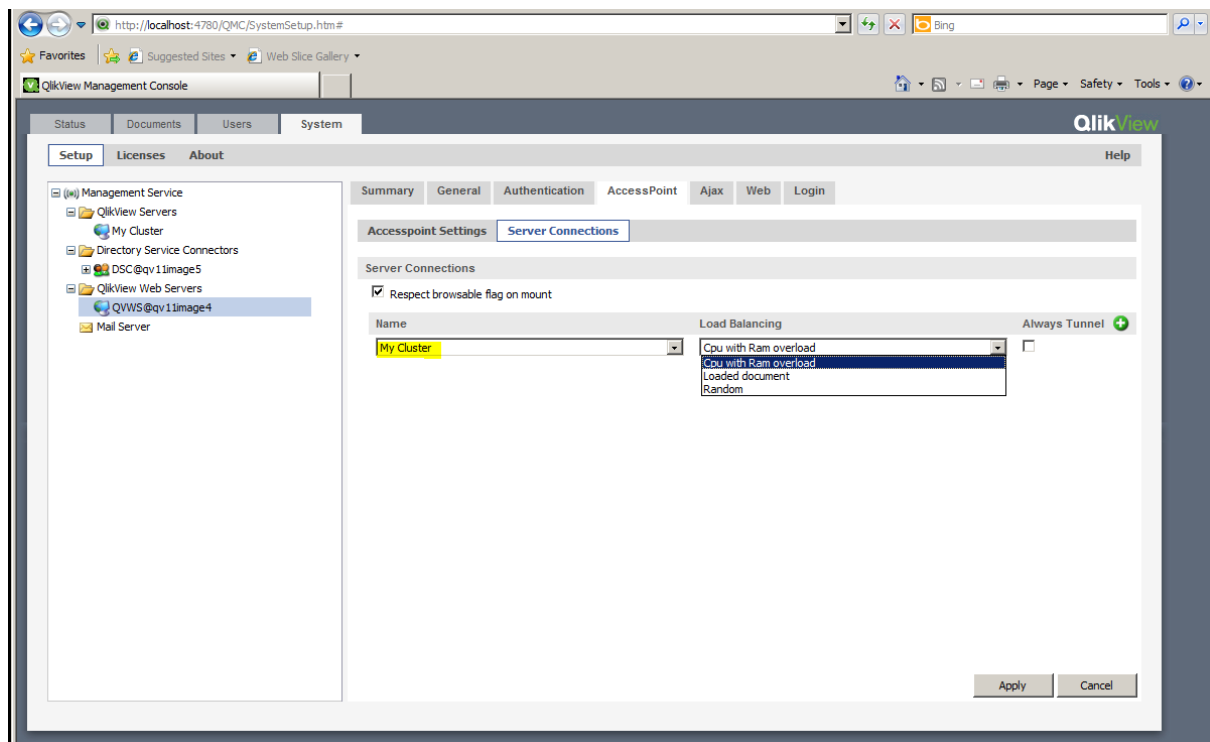 http://localhost:4780/QMC/SystemSetup.htm#
Bing
Favorites
Suggested Sites
Web Slice Gallery
QlikView Management Console
Page
Safety
Tools
Status
Documents
Users
System
QlikView
Setup
Licenses
About
Help
Management Service
QlikView Servers
My Cluster
Directory Service Connectors
DSC@qv11image5
QlikView Web Servers
QVWS@qv11image4
Mail Server
Summary
General
Authentication
AccessPoint
Ajax
Web
Login
Accesspoint Settings
Server Connections
Server Connections
Respect browsable flag on mount
Name
Load Balancing
Always Tunnel
My Cluster
Cpu with Ram overload
Cpu with Ram overload
Loaded document
Random
Apply
Cancel